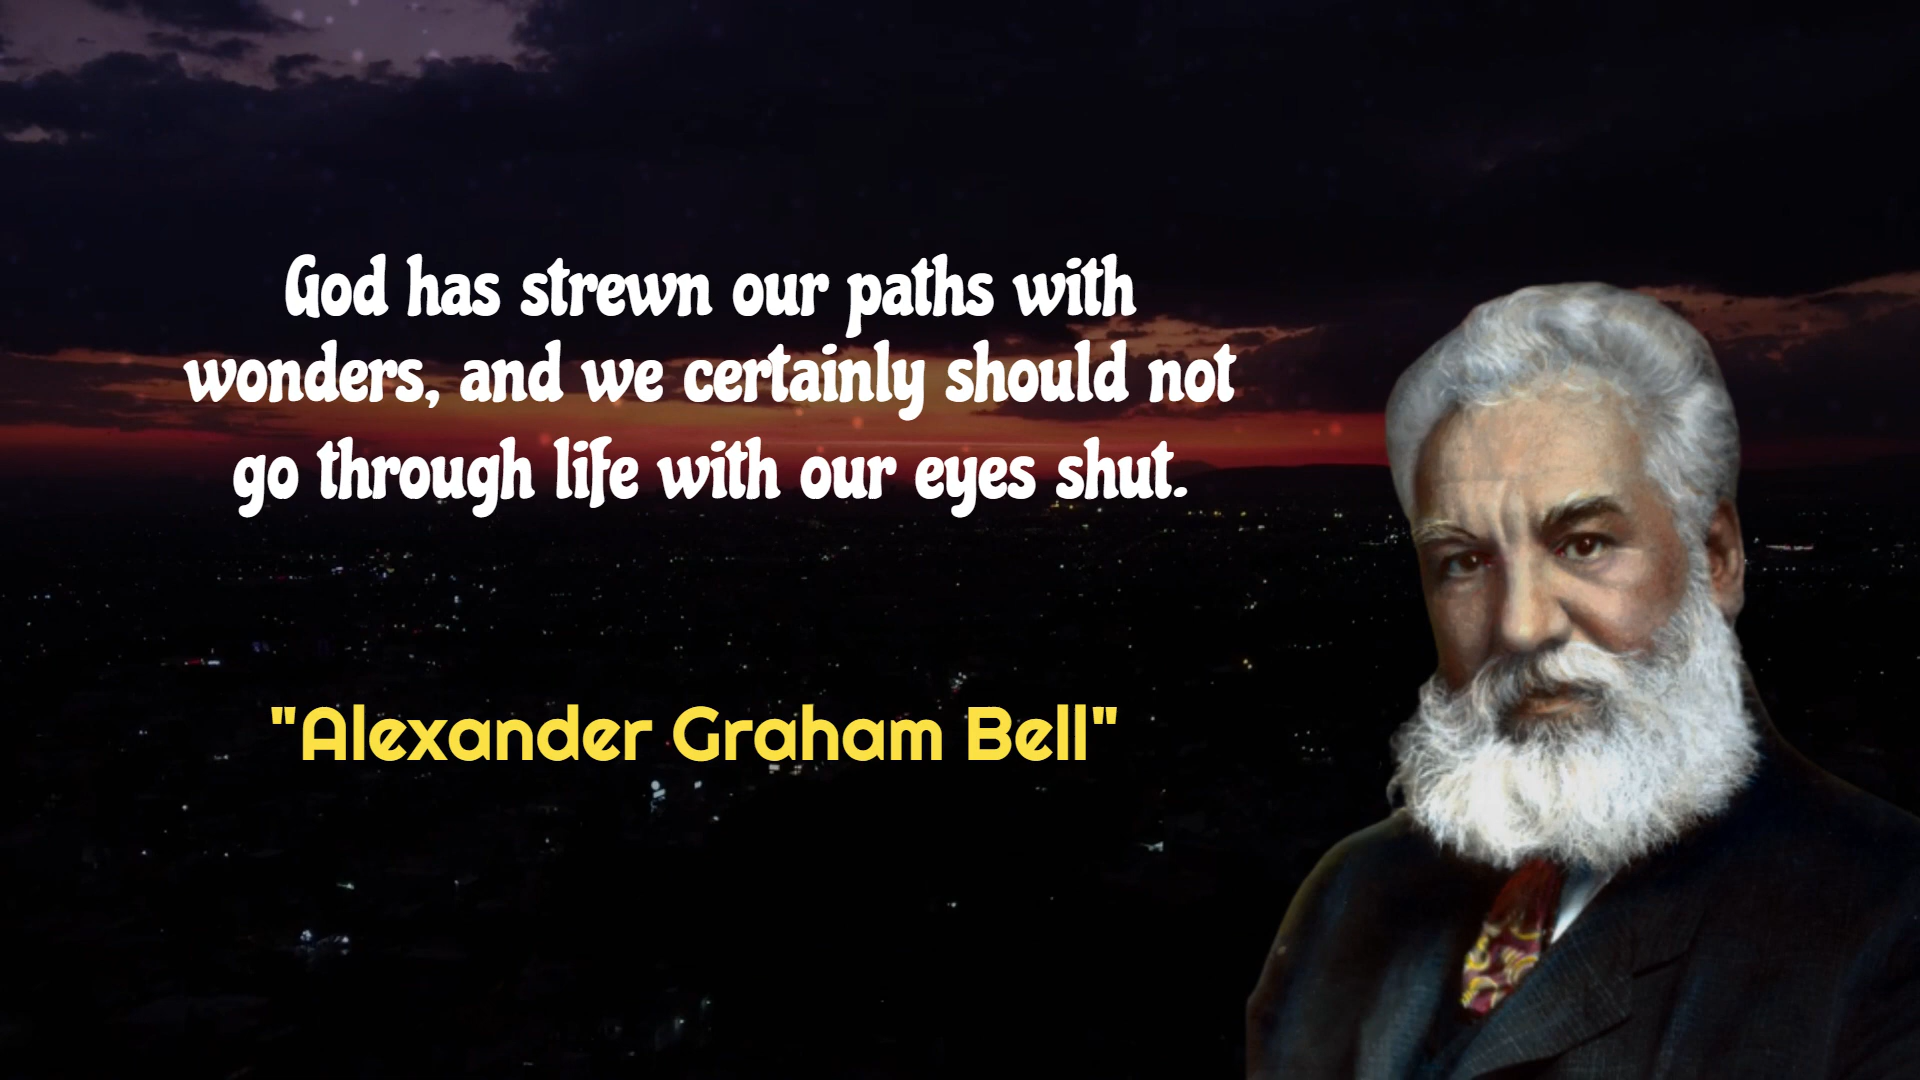 God has strewn our paths with
wonders, and we certainly should not
go through life with our eyes shut.
"Alexander Graham Bell"